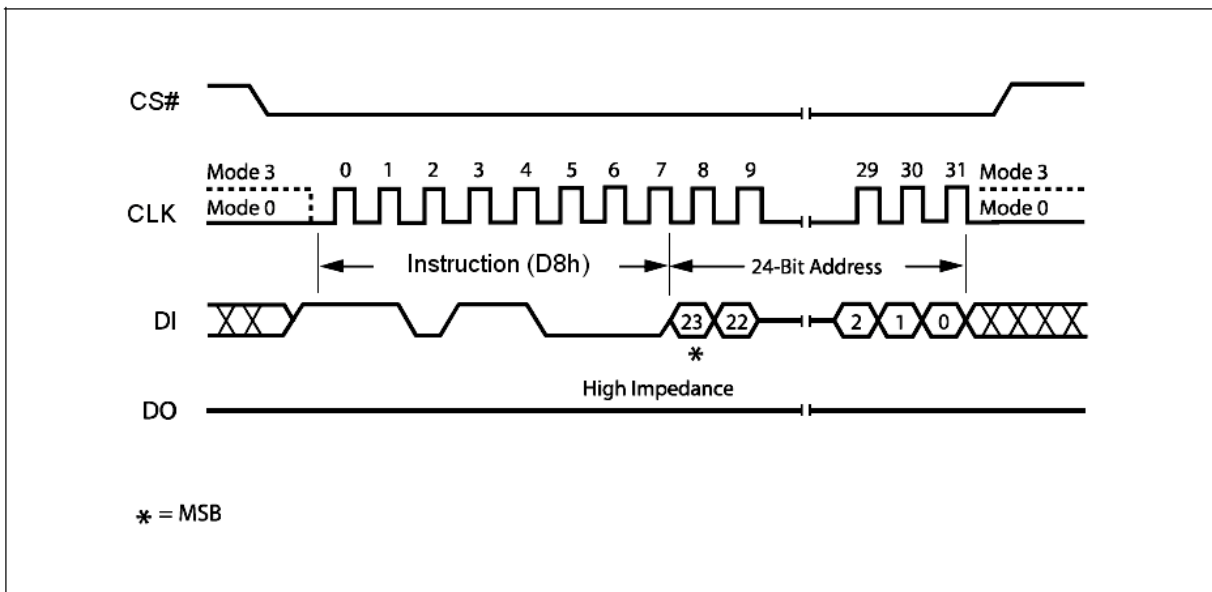 CS#
Mode 3 0 1 2 3 4 5 6 7 8 9 29 30 31 Mode 3
CLK Mode 0 Mode 0
Instruction (D8h) 24-Bit Address
DI 23 22 2 1 0
*
High Impedance
DO
* = MSB